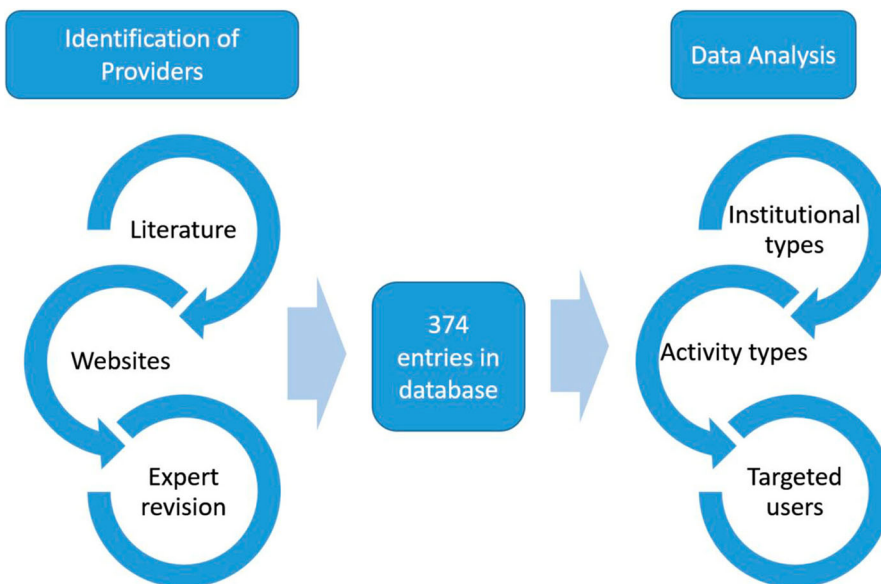 Identification of
Providers
Literature
Websites
Expert
revision
374
entries in
database
Data Analysis
Institutional
types
Activity types
Targeted
users